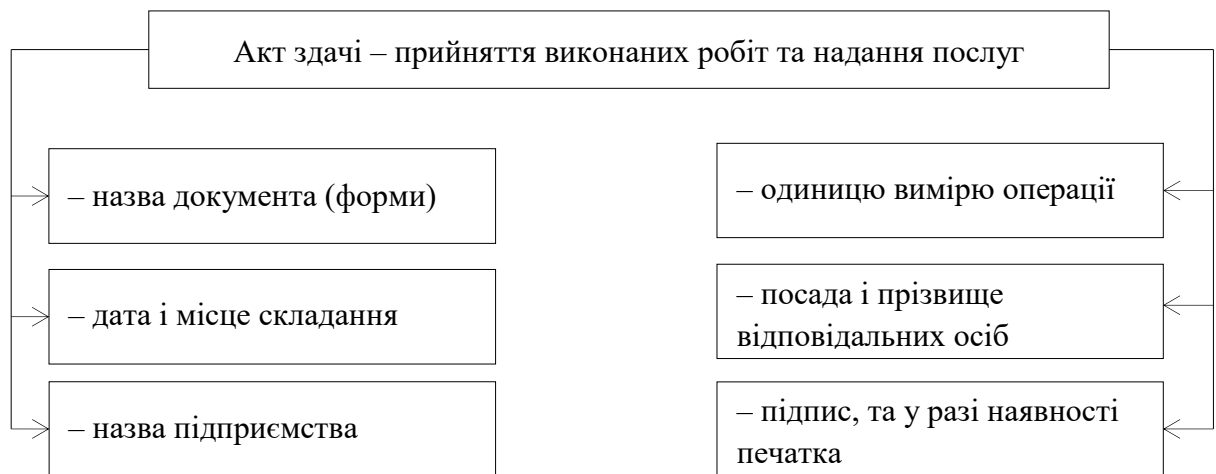 Акт здачі – прийняття виконаних робіт та надання послуг
– назва документа (форми)
– дата і місце складання
– назва підприємства
– одиницю виміру операції
– посада і прізвище
відповідальних осіб
– підпис, та у разі наявності
печатка